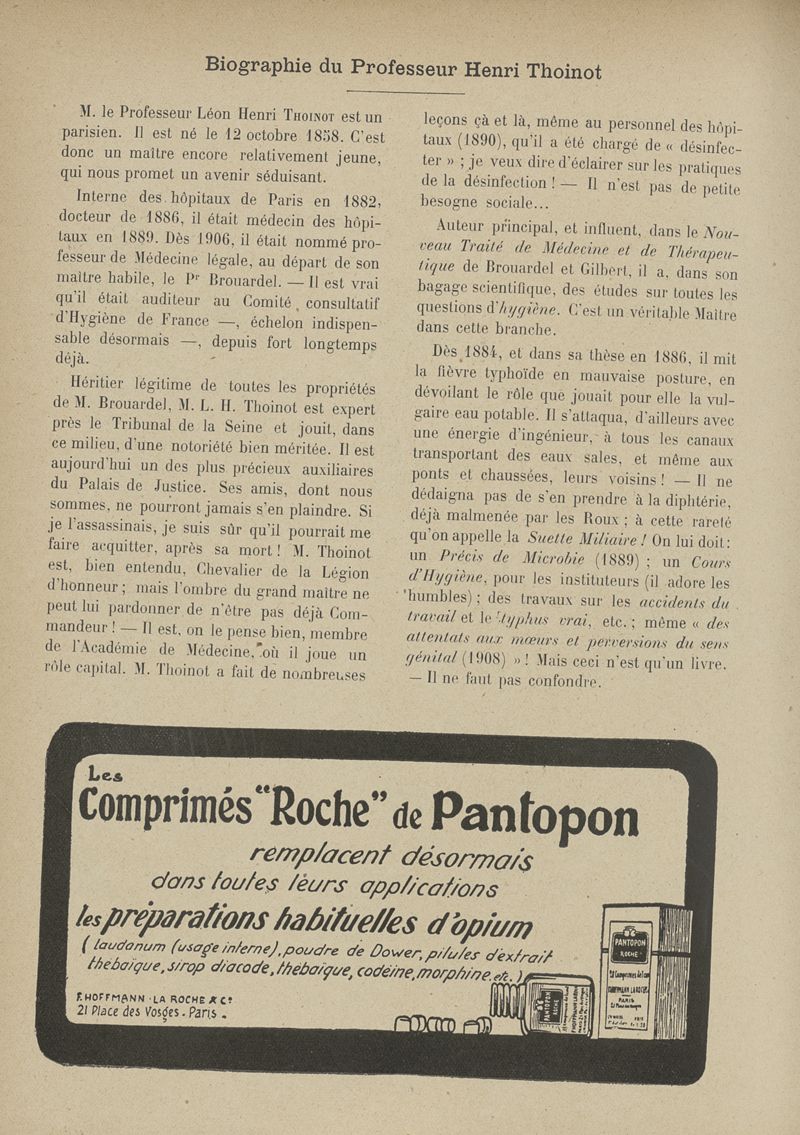 Biographie du Professeur Henri Thoinot
M. le Professeur Léon Henri THOINOT est un
parisien. Il est né le 12 octobre 1858. C'est
donc un maître encore relativement jeune,
qui nous promet un avenir séduisant.
Interne des hôpitaux de Paris en 1882,
docteur de 1886, il était médecin des hôpi-
taux en 1889. Dès 1906, il était nommé pro-
fesseur de Médecine légale, au départ de son
maître habile, le Pr Brouardel. — Il est vrai
qu'il était auditeur au Comité consultatif
d'Hygiène de France —, échelon indispen-
sable désormais —, depuis fort longtemps
déjà.
Héritier légitime de toutes les propriétés
de M. Brouardel, M. L. H. Thoinot est expert
près le Tribunal de la Seine et jouit, dans
ce milieu, d'une notoriété bien méritée. Il est
aujourd'hui un des plus précieux auxiliaires
du Palais de Justice. Ses amis, dont nous
sommes, ne pourront jamais s'en plaindre. Si
je l'assassinais, je suis sûr qu'il pourrait me
faire acquitter, après sa mort ! M. Thoinot
est, bien entendu, Chevalier de la Légion
d'honneur ; mais l'ombre du grand maître ne
peut lui pardonner de n'être pas déjà Com-
mandeur ! — Il est, on le pense bien, membre
de l'Académie de Médecine, où il joue un
rôle capital. M. Thoinot a fait de nombreuses
leçons çà et là, même au personnel des hôpi-
taux (1890), qu'il a été chargé de « désinfec-
ter » ; je veux dire d'éclairer sur les pratiques
de la désinfection ! — Il n'est pas de petite
besogne sociale...
Auteur principal, et influent, dans le Nou-
veau Traité de Médecine et de Thérapeu-
tique de Brouardel et Gilbert, il a, dans son
bagage scientifique, des études sur toutes les
questions d'hygiène. C'est un véritable Maître
dans cette branche.
Dès 1884, et dans sa thèse en 1886, il mit
la fièvre typhoïde en mauvaise posture, en
dévoilant le rôle que jouait pour elle la vul-
gaire eau potable. Il s'attaqua, d'ailleurs avec
une énergie d'ingénieur, à tous les canaux
transportant des eaux sales, et même aux
ponts et chaussées, leurs voisins ! — Il ne
dédaigna pas de s'en prendre à la diphtérie,
déjà malmenée par les Roux ; à cette rareté
qu'on appelle la Suette Miliaire ! On lui doit :
un Précis de Microbie (1889) ; un Cours
d'Hygiène, pour les instituteurs (il adore les
humbles) ; des travaux sur les accidents du
travail et le typhus vrai, etc. ; même « des
attentats aux mœurs et perversions du sens
génital (1908) » ! Mais ceci n'est qu'un livre.
— Il ne faut pas confondre.
Les
Comprimés "Roche" de Pantopon
remplacent désormais
dans toutes leurs applications
les préparations habituelles d'opium
( laudanum (usage interne), poudre de Dower, pilules d'extrait
thébaïque, sirop diacode, thébaïque, codéine, morphine etc. )
F. HOFFMANN - LA ROCHE & Co
21 Place des Vosges - Paris .
PANTOPON
ROCHE
PANTOPON
ROCHE
HOFFMANN LA ROCHE
PARIS